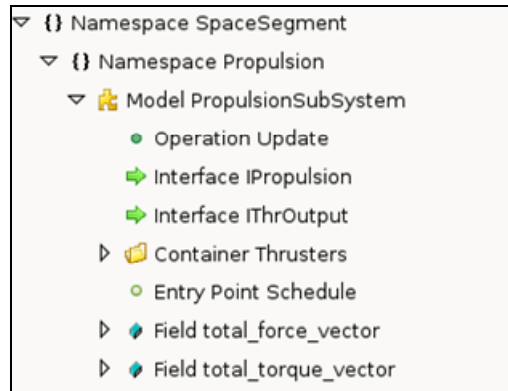 {} Namespace SpaceSegment
{} Namespace Propulsion
Model PropulsionSubSystem
Operation Update
Interface IPropulsion
Interface IThrOutput
Container Thrusters
Entry Point Schedule
Field total_force_vector
Field total_torque_vector